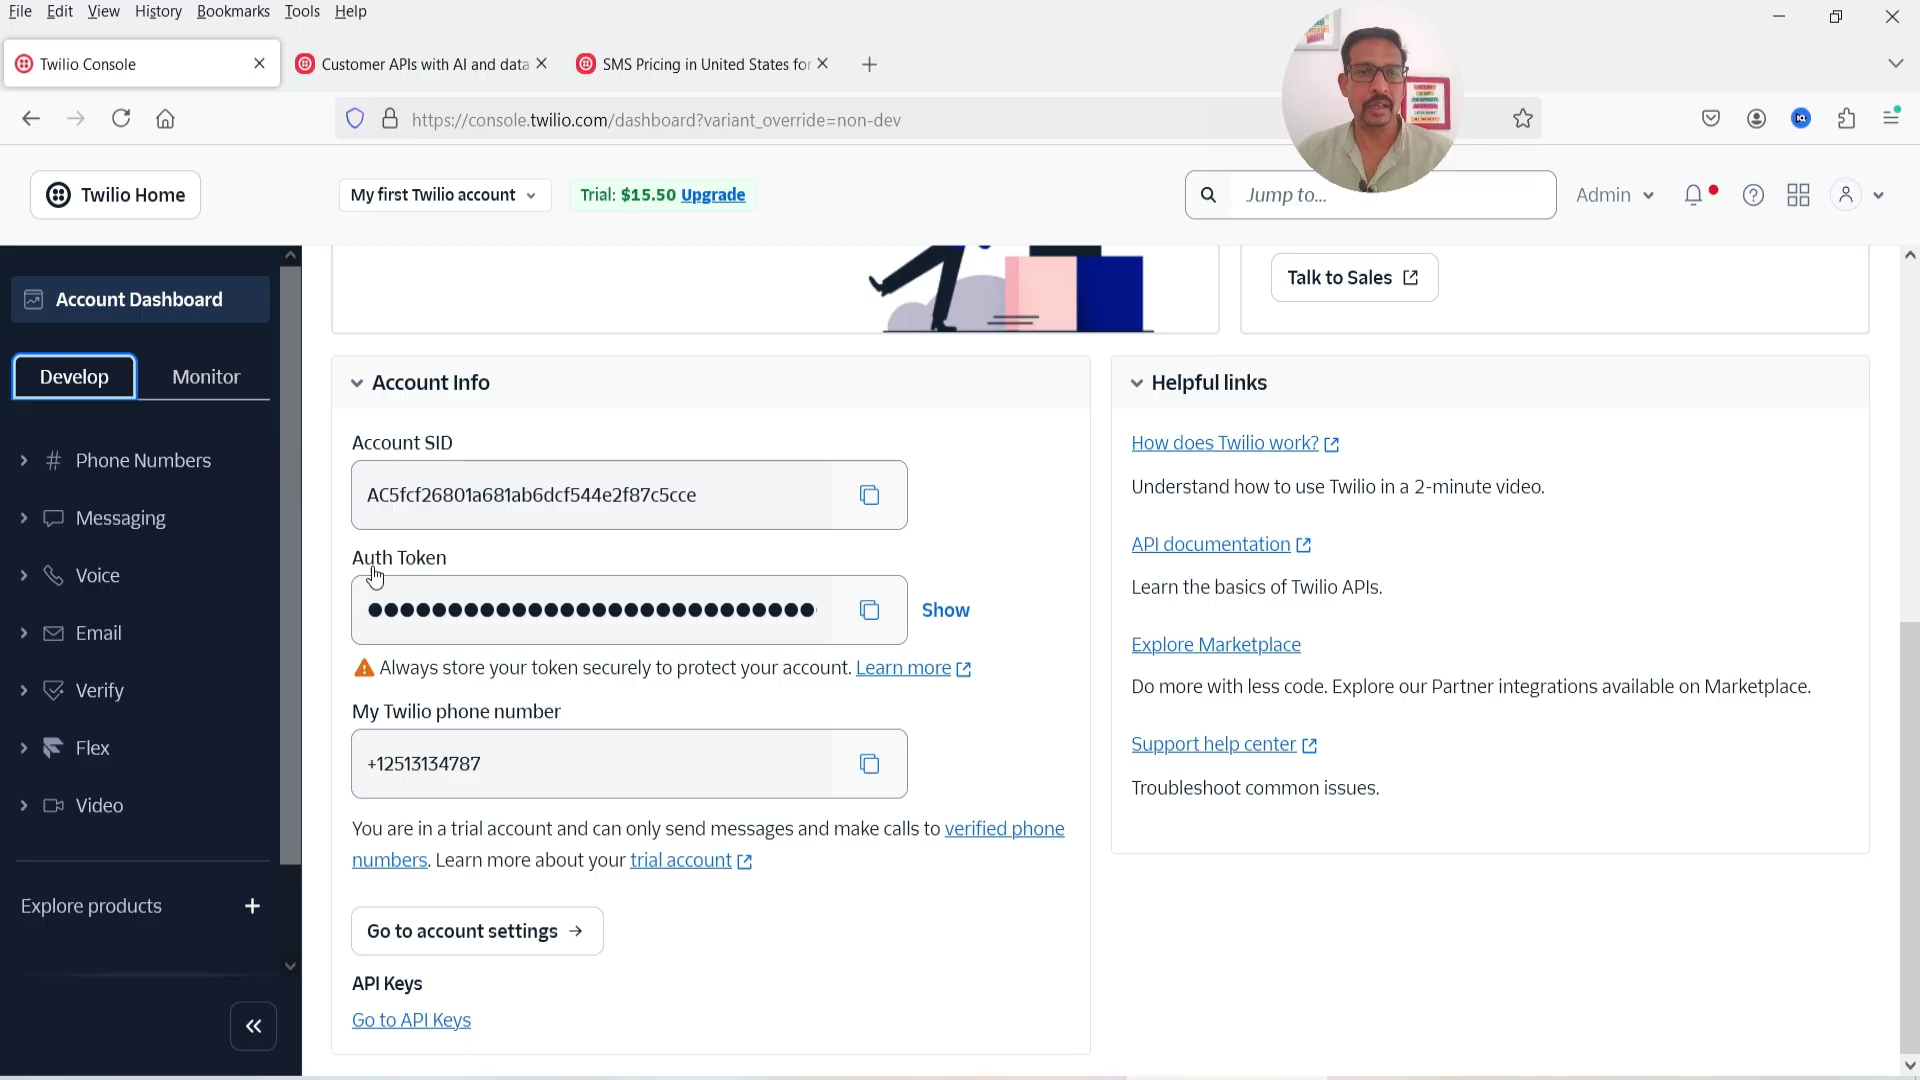 File Edit View History Bookmarks Tools Help
Twilio Console
Customer APIs with AI and data
SMS Pricing in United States for
https://console.twilio.com/dashboard?variant_override=non-dev
Twilio Home
My first Twilio account
Trial: $15.50 Upgrade
Jump to...
Admin
Account Dashboard
Develop
Monitor
Phone Numbers
Messaging
Voice
Email
Verify
Flex
Video
Explore products
Talk to Sales
Account Info
Account SID
AC5fcf26801a681ab6dcf544e2f87c5cce
Auth Token
Show
Always store your token securely to protect your account. Learn more
My Twilio phone number
+12513134787
You are in a trial account and can only send messages and make calls to verified phone
numbers. Learn more about your trial account
Go to account settings
API Keys
Go to API Keys
Helpful links
How does Twilio work?
Understand how to use Twilio in a 2-minute video.
API documentation
Learn the basics of Twilio APIs.
Explore Marketplace
Do more with less code. Explore our Partner integrations available on Marketplace.
Support help center
Troubleshoot common issues.